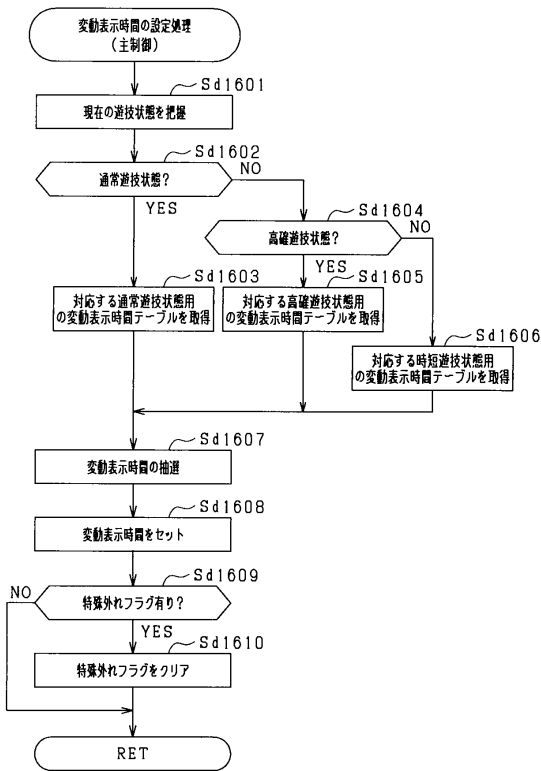 変動表示時間の設定処理
(主制御)
Sd1601
現在の遊技状態を把握
Sd1602
通常遊技状態?
NO
YES
Sd1604
高確遊技状態?
NO
YES
Sd1603
対応する通常遊技状態用
の変動表示時間テーブルを取得
Sd1605
対応する高確遊技状態用
の変動表示時間テーブルを取得
Sd1606
対応する時短遊技状態用
の変動表示時間テーブルを取得
Sd1607
変動表示時間の抽選
Sd1608
変動表示時間をセット
Sd1609
特殊外れフラグ有り?
NO
YES
Sd1610
特殊外れフラグをクリア
RET